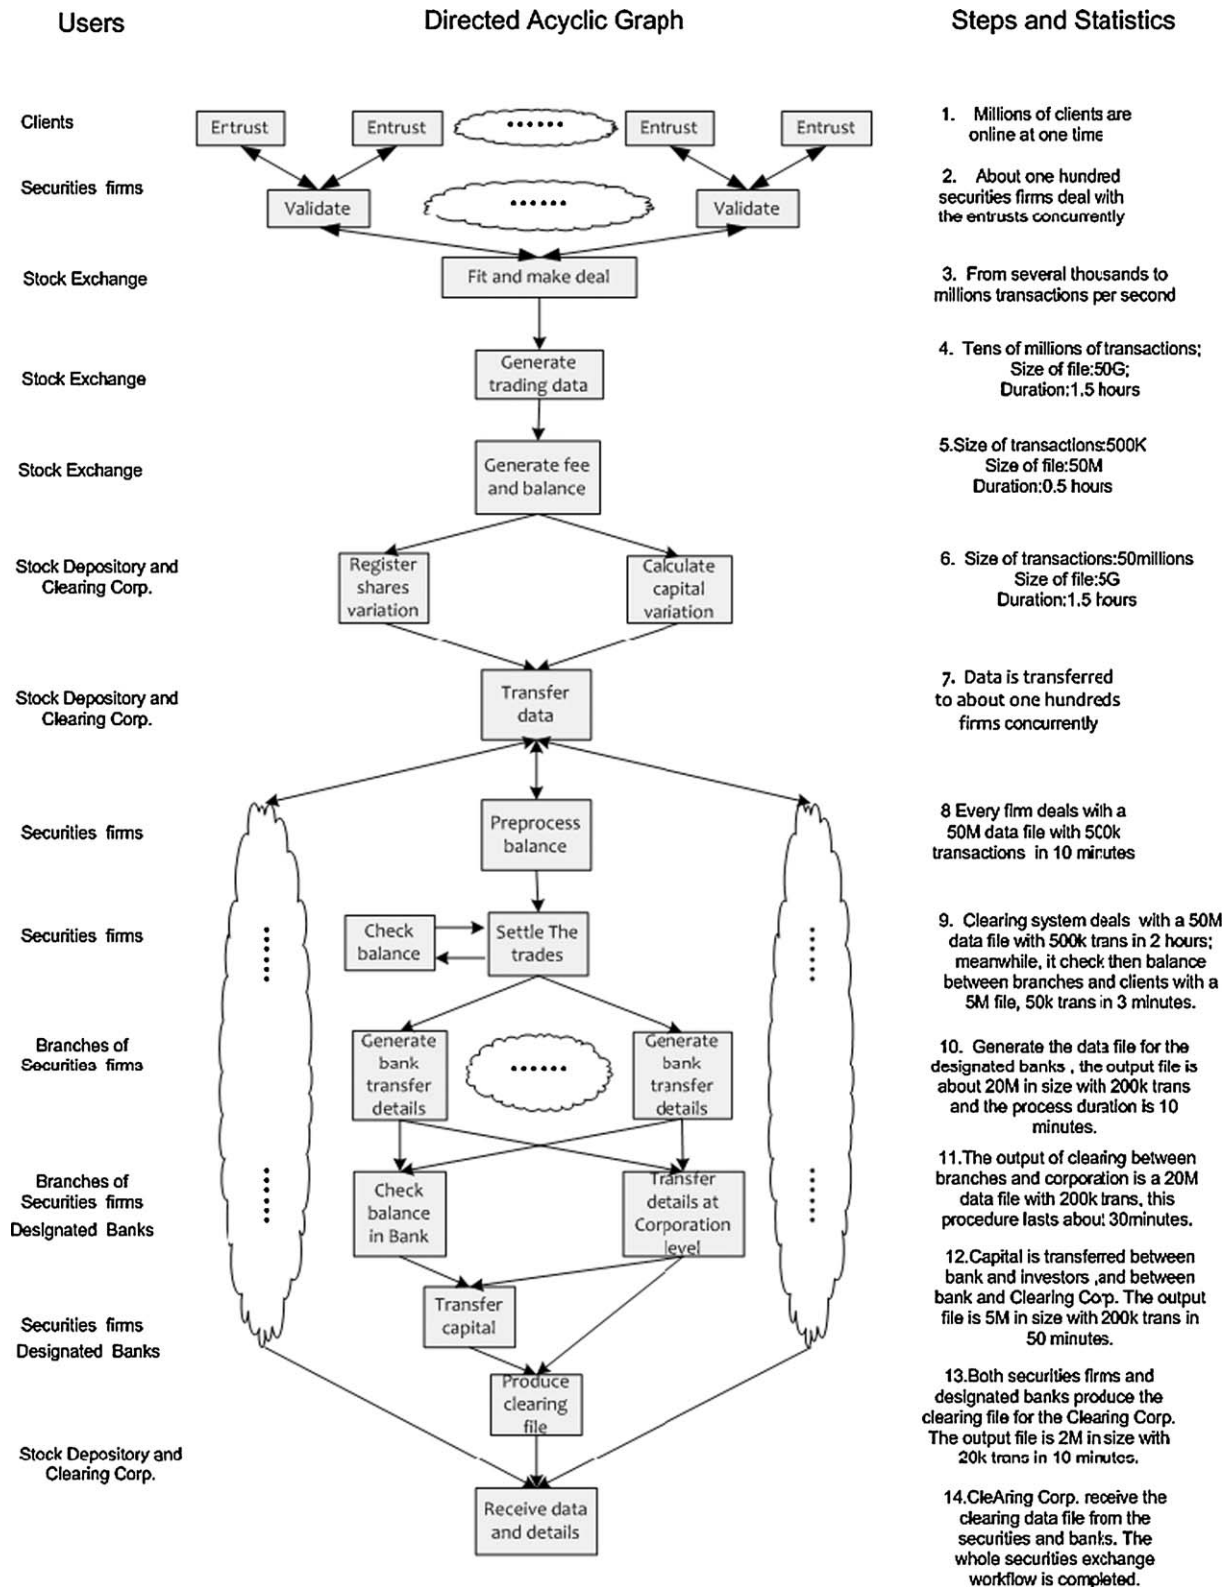 Users
Directed Acyclic Graph
Steps and Statistics
Clients
Ertrust
Entrust
......
Entrust
Entrust
1. Millions of clients are
online at one time
Securities firms
Validate
......
Validate
2. About one hundred
securities firms deal with
the entrusts concurrently
Stock Exchange
Fit and make deal
3. From several thousands to
millions transactions per second
Stock Exchange
Generate
trading data
4. Tens of millions of transactions;
Size of file:50G;
Duration:1.5 hours
Stock Exchange
Generate fee
and balance
5.Size of transactions:500K
Size of file:50M
Duration:0.5 hours
Stock Depository and
Clearing Corp.
Register
shares
variation
Calculate
capital
variation
6. Size of transactions:50millions
Size of file:5G
Duration:1.5 hours
Stock Depository and
Clearing Corp.
Transfer
data
7. Data is transferred
to about one hundreds
firms concurrently
Securities firms
Preprocess
balance
8 Every firm deals with a
50M data file with 500k
transactions in 10 minutes
Securities firms
Check
balance
Settle The
trades
......
......
9. Clearing system deals with a 50M
data file with 500k trans in 2 hours;
meanwhile, it check then balance
between branches and clients with a
5M file, 50k trans in 3 minutes.
Branches of
Securities firms
Generate
bank
transfer
details
......
Generate
bank
transfer
details
10. Generate the data file for the
designated banks , the output file is
about 20M in size with 200k trans
and the process duration is 10
minutes.
Branches of
Securities firms
Designated Banks
Check
balance
in Bank
Transfer
details at
Corporation
level
......
......
11.The output of clearing between
branches and corporation is a 20M
data file with 200k trans, this
procedure lasts about 30minutes.
Securities firms
Designated Banks
Transfer
capital
12.Capital is transferred between
bank and investors ,and between
bank and Clearing Corp. The output
file is 5M in size with 200k trans in
50 minutes.
Produce
clearing
file
13.Both securities firms and
designated banks produce the
clearing file for the Clearing Corp.
The output file is 2M in size with
20k trans in 10 minutes.
Stock Depository and
Clearing Corp.
Receive data
and details
14.CleAring Corp. receive the
clearing data file from the
securities and banks. The
whole securities exchange
workflow is completed.